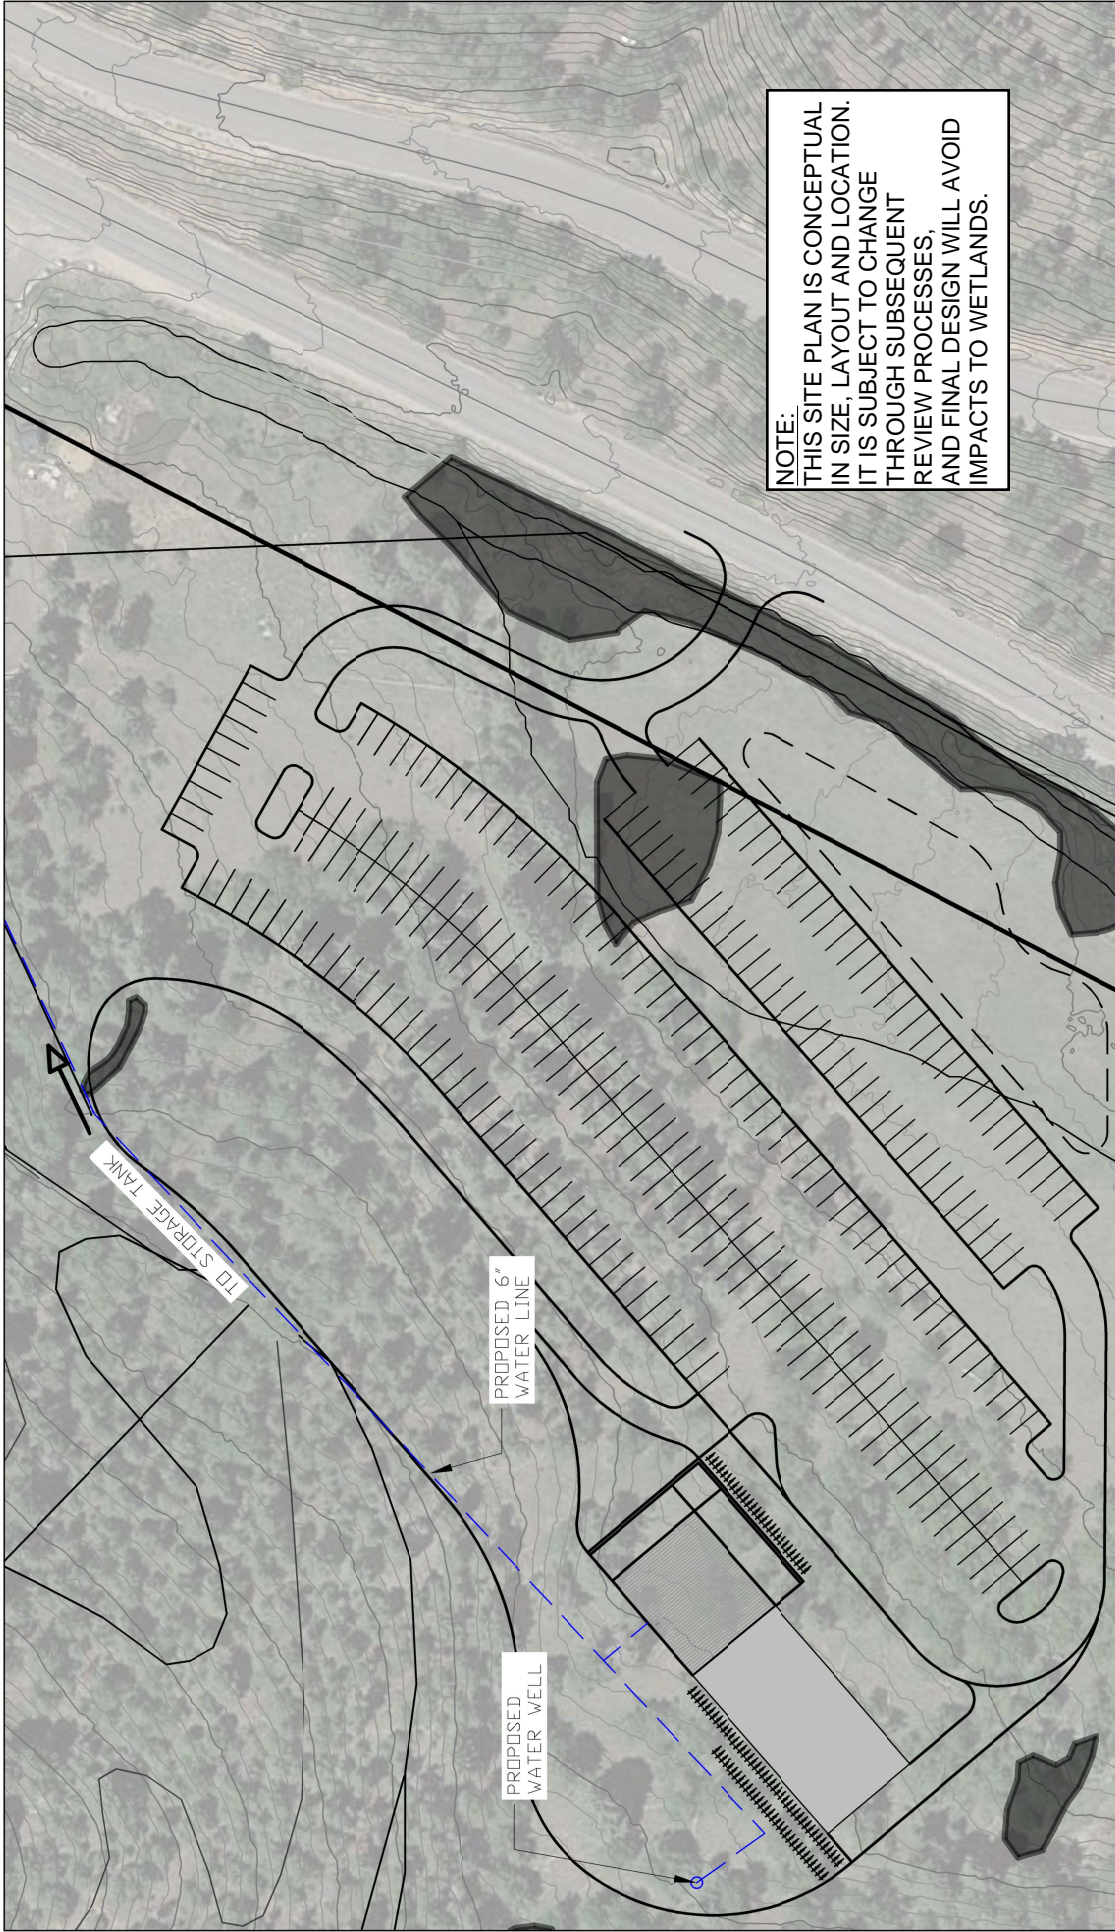 NOTE:
THIS SITE PLAN IS CONCEPTUAL
IN SIZE, LAYOUT AND LOCATION.
IT IS SUBJECT TO CHANGE
THROUGH SUBSEQUENT
REVIEW PROCESSES,
AND FINAL DESIGN WILL AVOID
IMPACTS TO WETLANDS.
TO STORAGE TANK
PROPOSED 6"
WATER LINE
PROPOSED
WATER WELL